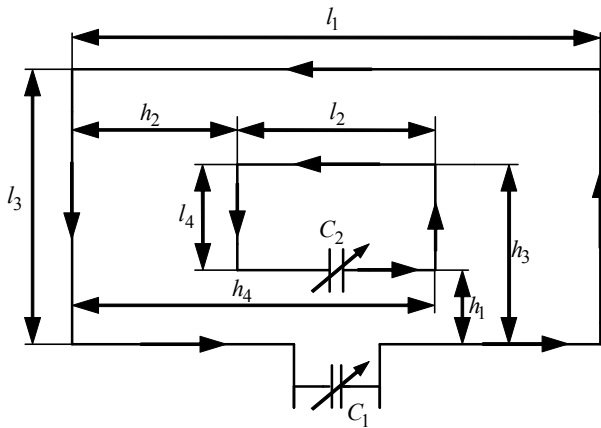 l₁
h₂
l₂
l₃
l₄
C₂
h₃
h₄
h₁
C₁